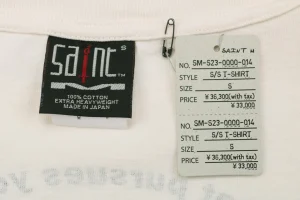 saint
S
100% COTTON
EXTRA HEAVYWEIGHT
MADE IN JAPAN
SAINT M
NO. SM-S23-0000-014
STYLE S/S T-SHIRT
SIZE S
PRICE ¥36,300(with tax)
¥33,000
NO. SM-S23-0000-014
STYLE S/S T-SHIRT
SIZE S
PRICE ¥36,300(with tax)
¥33,000
pursues